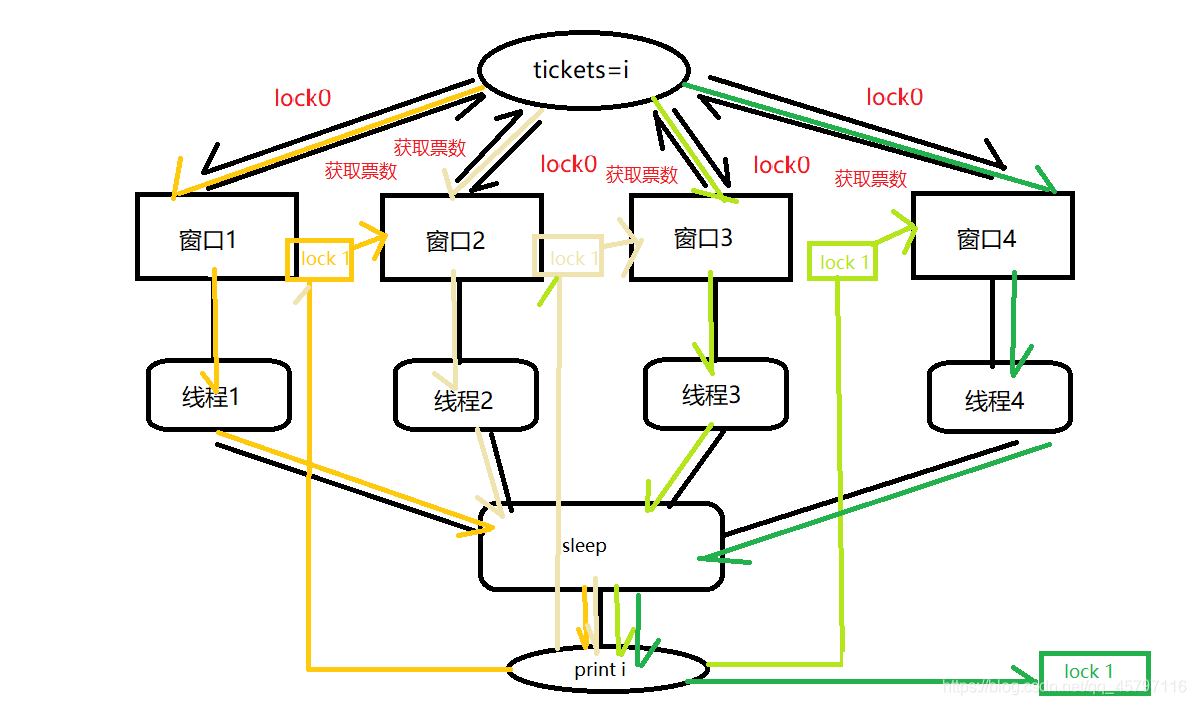 tickets=i
lock0
lock0
获取票数
获取票数
lock0
lock0
获取票数
获取票数
窗口1
窗口2
窗口3
窗口4
lock 1
lock 1
lock 1
线程1
线程2
线程3
线程4
sleep
print i
lock 1
https://blog.csdn.net/qq_45797116